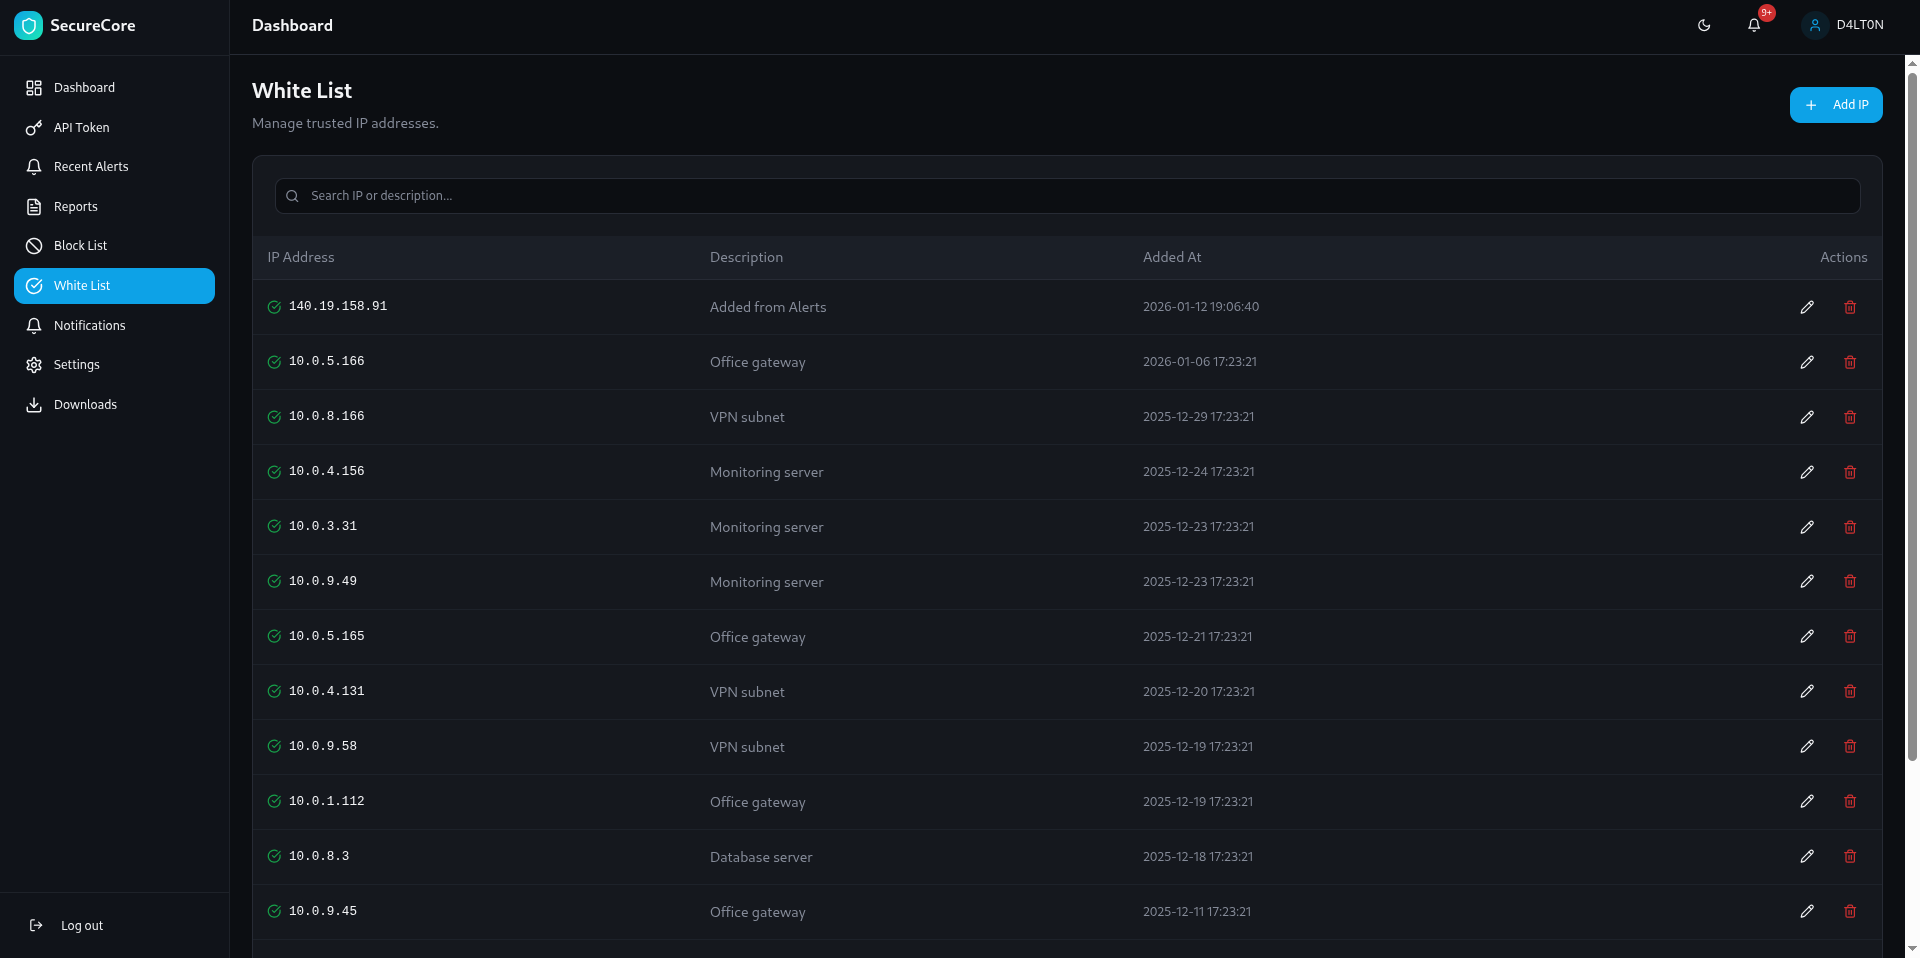 SecureCore
Dashboard
9+
D4LT0N
Dashboard
API Token
Recent Alerts
Reports
Block List
White List
Notifications
Settings
Downloads
Log out
White List
Manage trusted IP addresses.
Add IP
Search IP or description...
IP Address Description Added At Actions
140.19.158.91 Added from Alerts 2026-01-12 19:06:40
10.0.5.166 Office gateway 2026-01-06 17:23:21
10.0.8.166 VPN subnet 2025-12-29 17:23:21
10.0.4.156 Monitoring server 2025-12-24 17:23:21
10.0.3.31 Monitoring server 2025-12-23 17:23:21
10.0.9.49 Monitoring server 2025-12-23 17:23:21
10.0.5.165 Office gateway 2025-12-21 17:23:21
10.0.4.131 VPN subnet 2025-12-20 17:23:21
10.0.9.58 VPN subnet 2025-12-19 17:23:21
10.0.1.112 Office gateway 2025-12-19 17:23:21
10.0.8.3 Database server 2025-12-18 17:23:21
10.0.9.45 Office gateway 2025-12-11 17:23:21